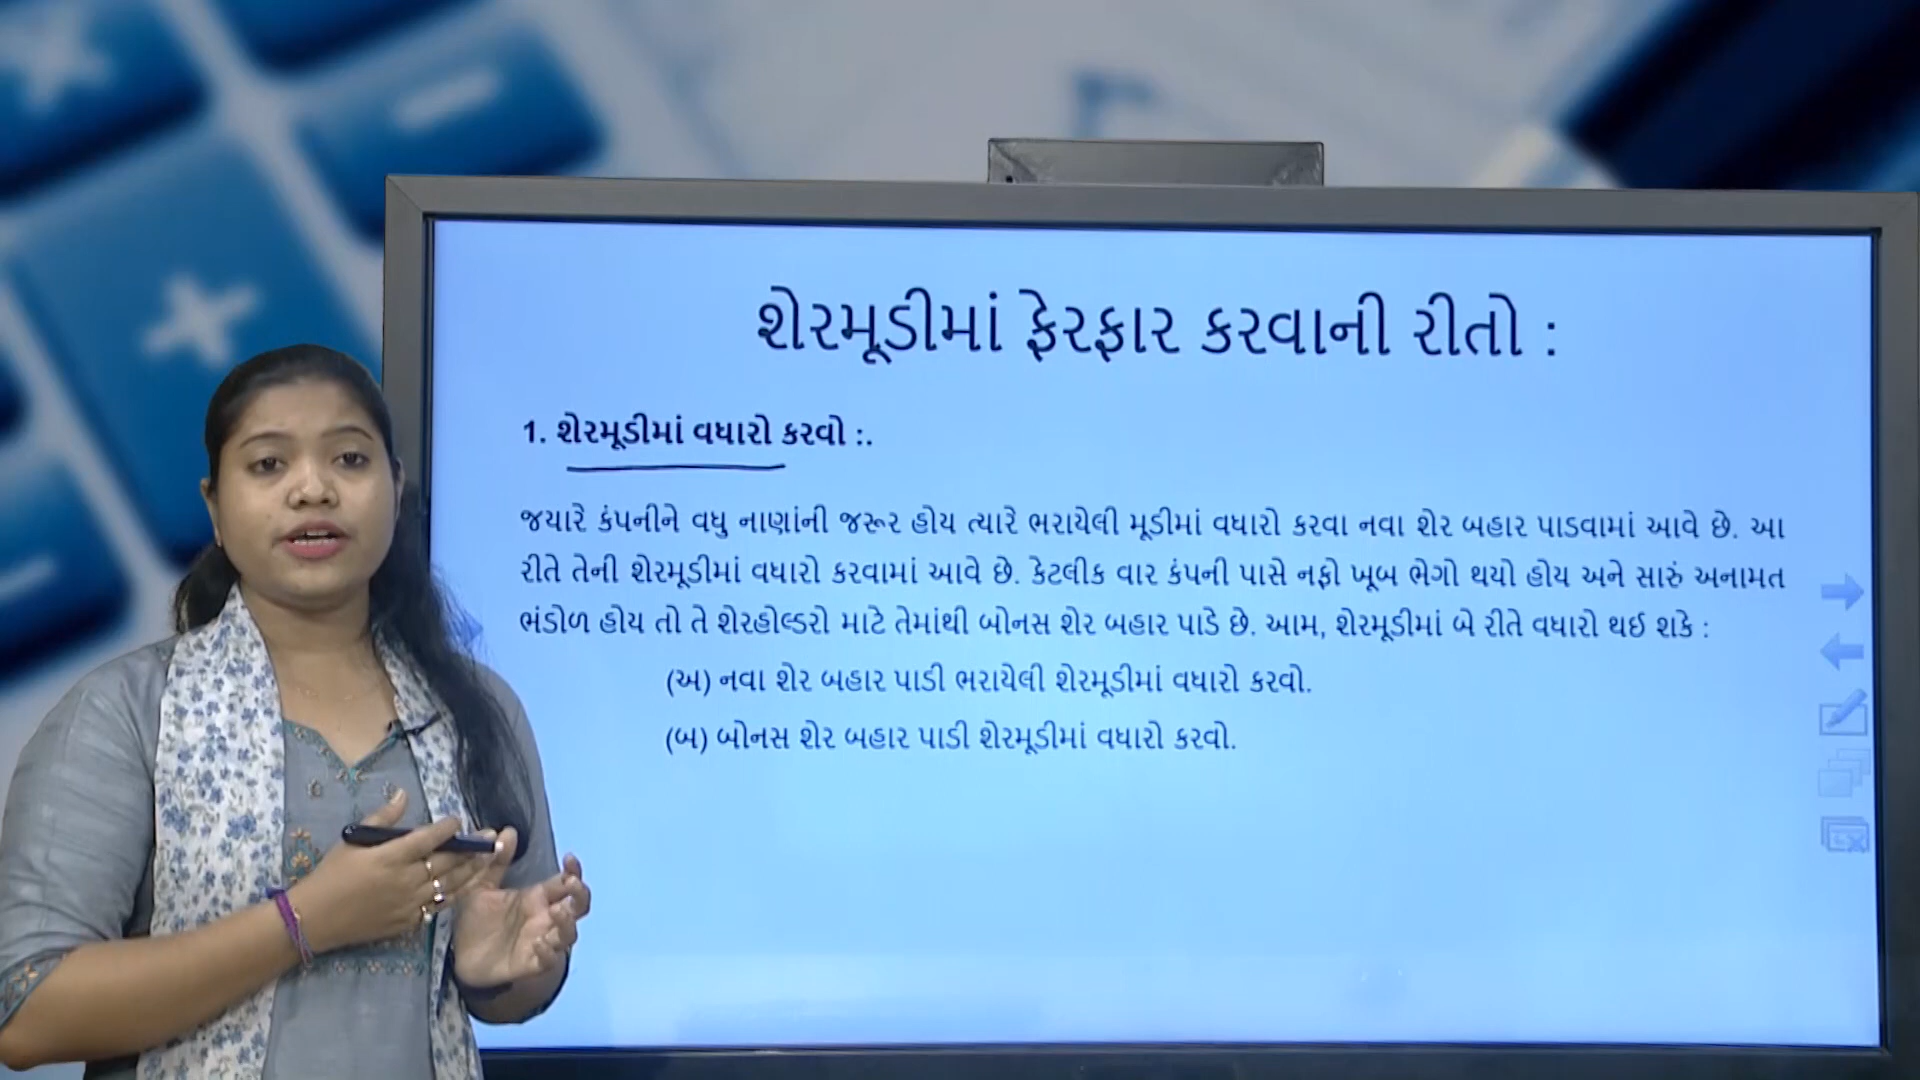 શેરમૂડીમાં ફેરફાર કરવાની રીતો :
1. શેરમૂડીમાં વધારો કરવો :.
જયારે કંપનીને વધુ નાણાંની જરૂર હોય ત્યારે ભરાયેલી મૂડીમાં વધારો કરવા નવા શેર બહાર પાડવામાં આવે છે. આ
રીતે તેની શેરમૂડીમાં વધારો કરવામાં આવે છે. કેટલીક વાર કંપની પાસે નફો ખૂબ ભેગો થયો હોય અને સારું અનામત
ભંડોળ હોય તો તે શેરહોલ્ડરો માટે તેમાંથી બોનસ શેર બહાર પાડે છે. આમ, શેરમૂડીમાં બે રીતે વધારો થઈ શકે :
(અ) નવા શેર બહાર પાડી ભરાયેલી શેરમૂડીમાં વધારો કરવો.
(બ) બોનસ શેર બહાર પાડી શેરમૂડીમાં વધારો કરવો.